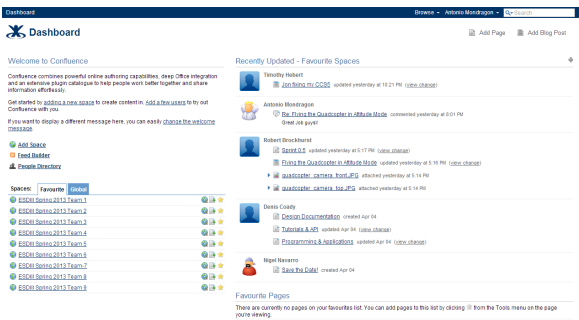 Dashboard
Browse Antonio Mondragon Search
Dashboard
Add Page Add Blog Post
Welcome to Confluence
Confluence combines powerful online authoring capabilities, deep Office integration
and an extensive plugin catalogue to help people work better together and share
information effortlessly.
Get started by adding a new space to create content in. Add a few users to try out
Confluence with you.
If you want to display a different message here, you can easily change the welcome
message.
Add Space
Feed Builder
People Directory
Spaces: Favourite Global
ESDIII Spring 2013 Team 1
ESDIII Spring 2013 Team 2
ESDIII Spring 2013 Team 3
ESDIII Spring 2013 Team 4
ESDIII Spring 2013 Team 5
ESDIII Spring 2013 Team 6
ESDIII Spring 2013 Team-7
ESDIII Spring 2013 Team 8
ESDIII Spring 2013 Team 9
Recently Updated - Favourite Spaces
Timothy Hebert
Jon fixing my CCS5 updated yesterday at 10:21 PM (view change)
Antonio Mondragon
Re: Flying the Quadcopter in Attitude Mode commented yesterday at 8:01 PM
Great Job guys!
Robert Brockhurst
Sprint 0.5 updated yesterday at 5:17 PM (view change)
Flying the Quadcopter in Attitude Mode updated yesterday at 5:16 PM (view change)
quadcopter_camera_front.JPG attached yesterday at 5:14 PM
quadcopter_camera_top.JPG attached yesterday at 5:14 PM
Denis Coady
Design Documentation created Apr 04
Tutorials & API updated Apr 04 (view change)
Programming & Applications updated Apr 04 (view change)
Nigel Navarro
Save the Date! created Apr 04
Favourite Pages
There are currently no pages on your favourites list. You can add pages to this list by clicking from the Tools menu on the page
you're viewing.